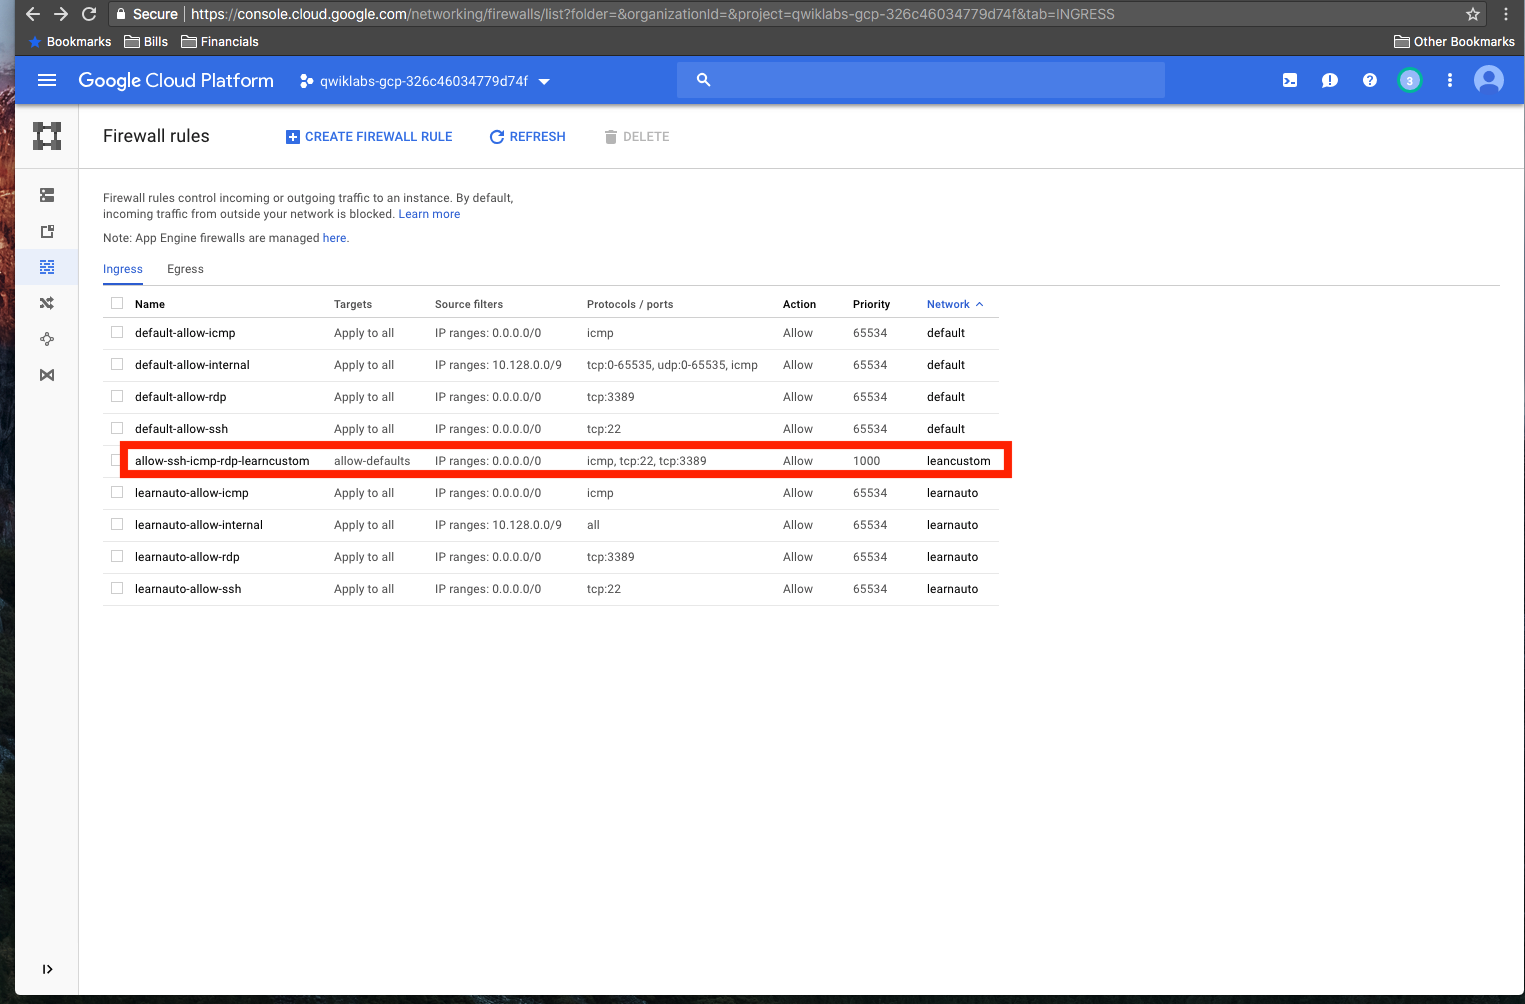 Secure https://console.cloud.google.com/networking/firewalls/list?folder=&organizationId=&project=qwiklabs-gcp-326c46034779d74f&tab=INGRESS
Bookmarks Bills Financials Other Bookmarks
Google Cloud Platform qwiklabs-gcp-326c46034779d74f 3
Firewall rules CREATE FIREWALL RULE REFRESH DELETE
Firewall rules control incoming or outgoing traffic to an instance. By default,
incoming traffic from outside your network is blocked. Learn more
Note: App Engine firewalls are managed here.
Ingress Egress
Name Targets Source filters Protocols / ports Action Priority Network
default-allow-icmp Apply to all IP ranges: 0.0.0.0/0 icmp Allow 65534 default
default-allow-internal Apply to all IP ranges: 10.128.0.0/9 tcp:0-65535, udp:0-65535, icmp Allow 65534 default
default-allow-rdp Apply to all IP ranges: 0.0.0.0/0 tcp:3389 Allow 65534 default
default-allow-ssh Apply to all IP ranges: 0.0.0.0/0 tcp:22 Allow 65534 default
allow-ssh-icmp-rdp-learncustom allow-defaults IP ranges: 0.0.0.0/0 icmp, tcp:22, tcp:3389 Allow 1000 leancustom
learnauto-allow-icmp Apply to all IP ranges: 0.0.0.0/0 icmp Allow 65534 learnauto
learnauto-allow-internal Apply to all IP ranges: 10.128.0.0/9 all Allow 65534 learnauto
learnauto-allow-rdp Apply to all IP ranges: 0.0.0.0/0 tcp:3389 Allow 65534 learnauto
learnauto-allow-ssh Apply to all IP ranges: 0.0.0.0/0 tcp:22 Allow 65534 learnauto